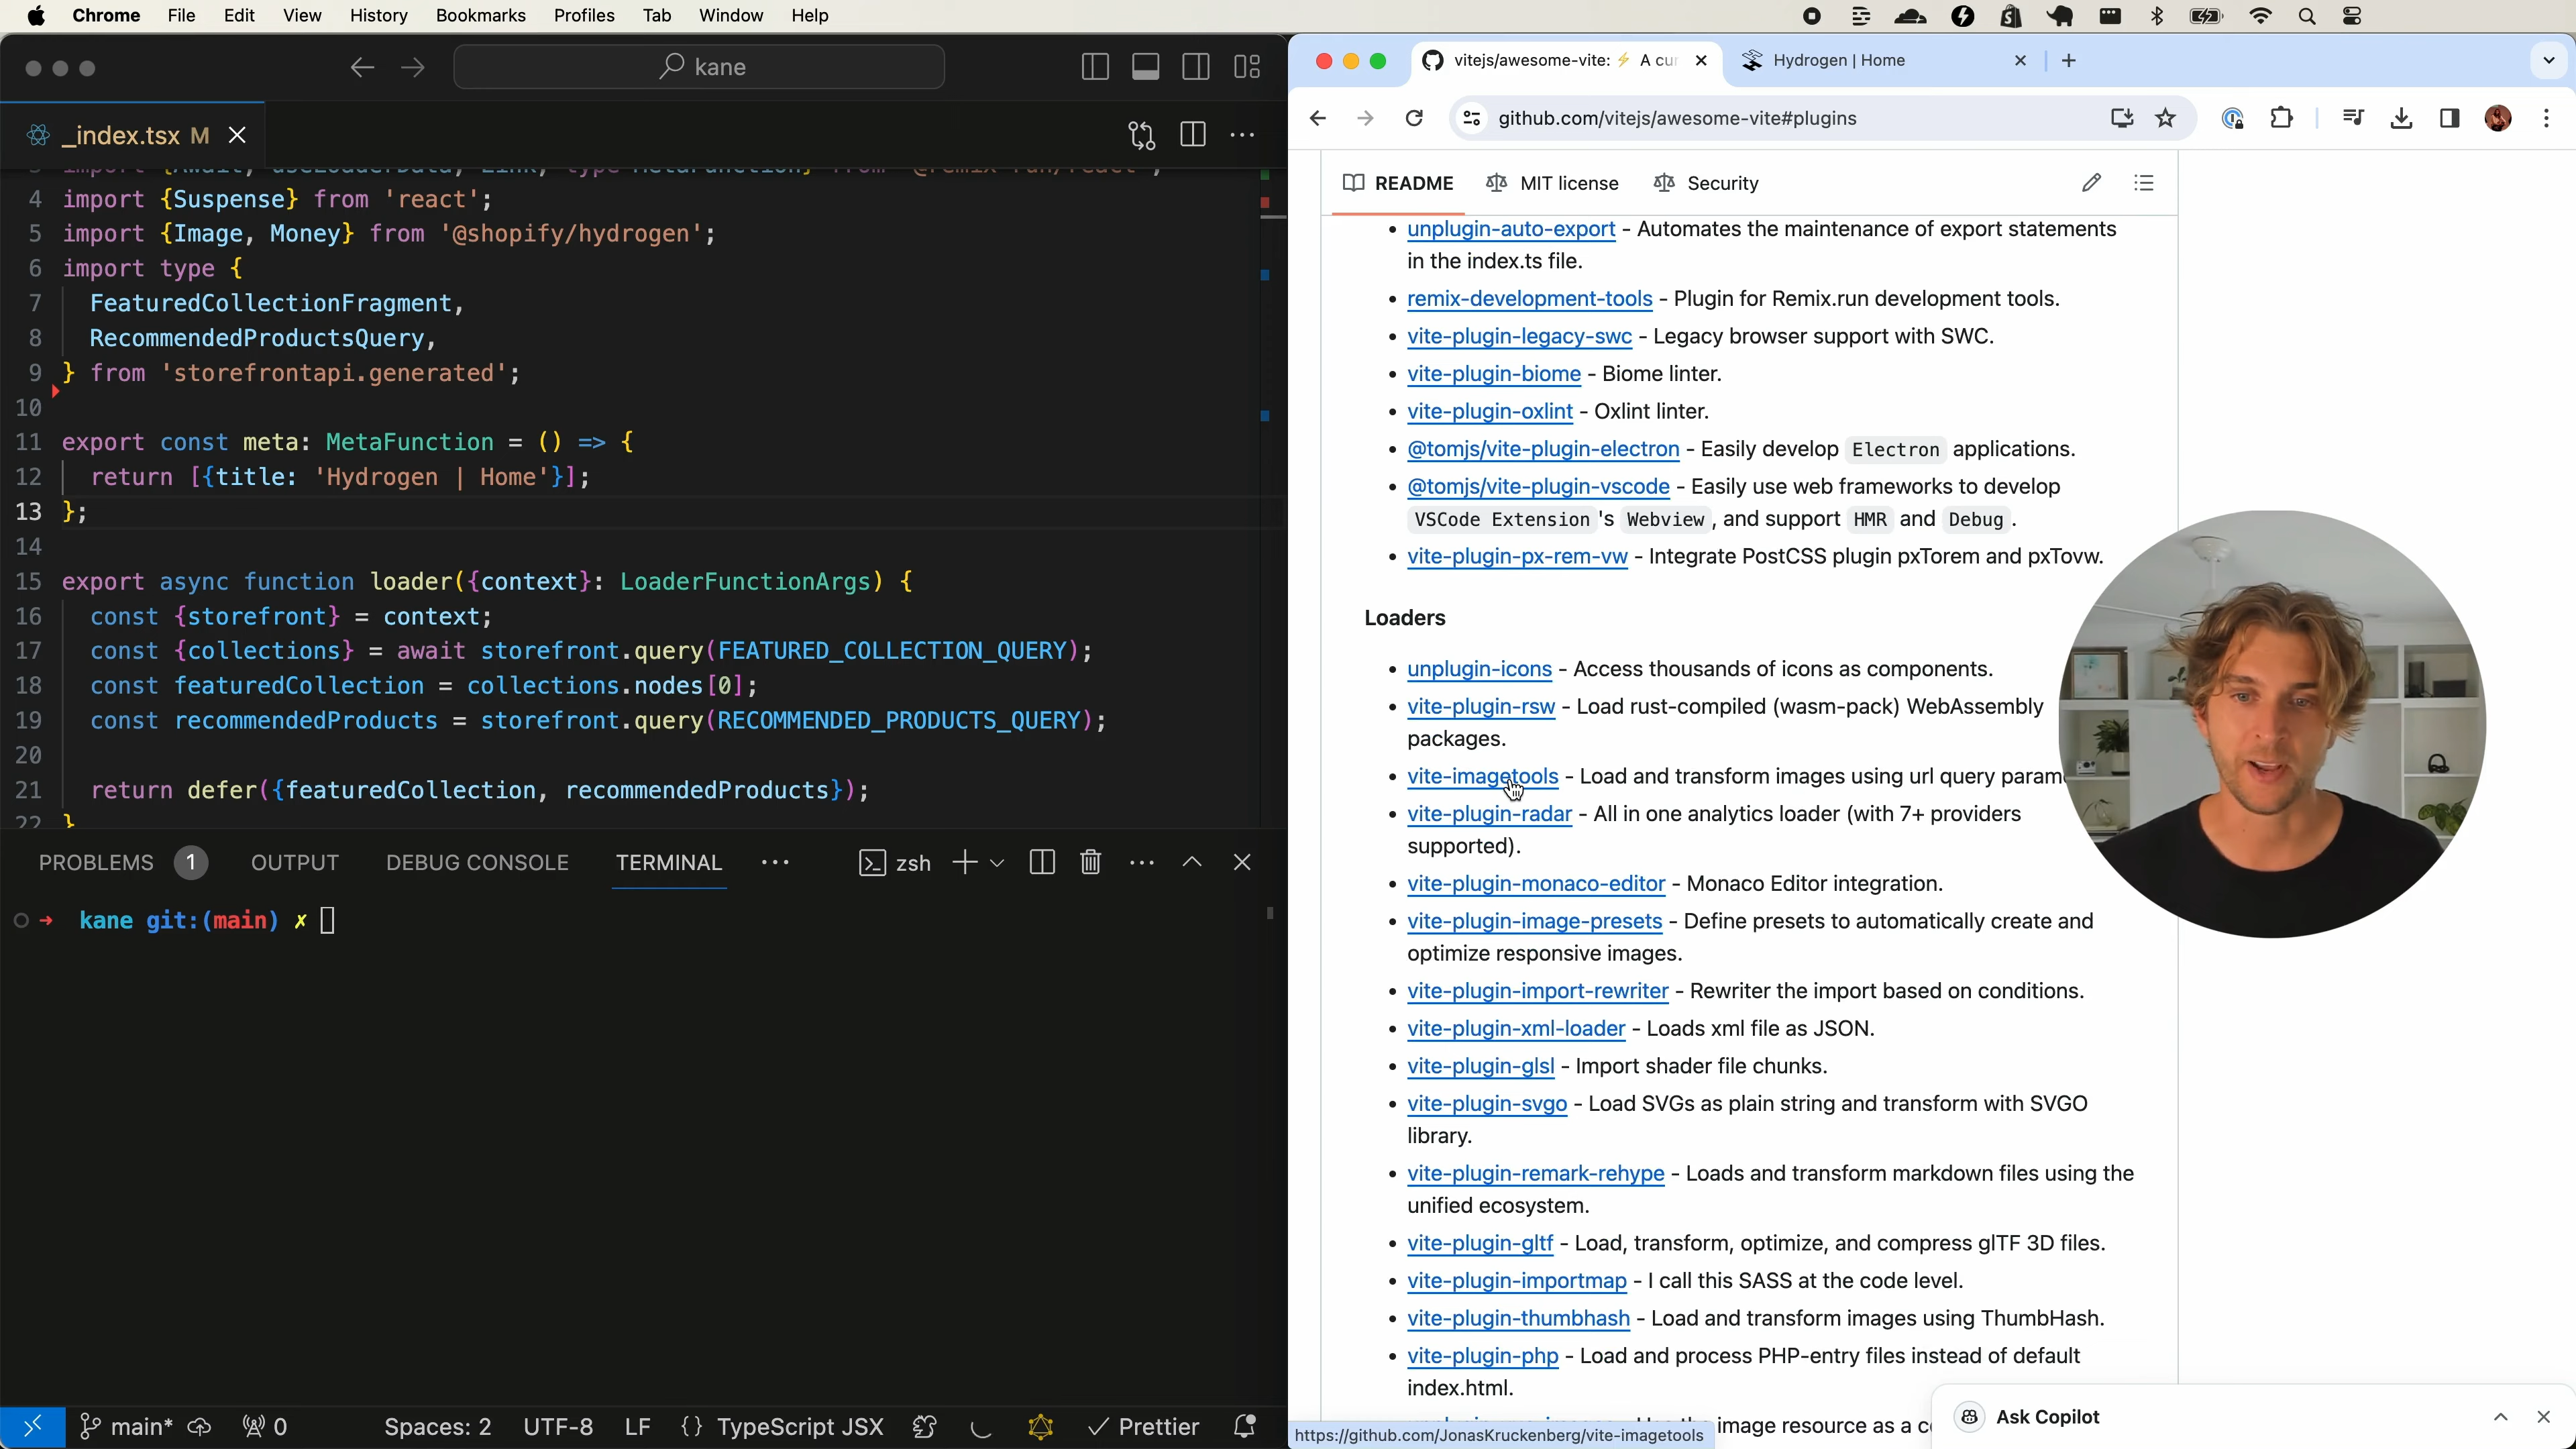 Chrome File Edit View History Bookmarks Profiles Tab Window Help
kane
_index.tsx M
4 import {Suspense} from 'react';
5 import {Image, Money} from '@shopify/hydrogen';
6 import type {
7 FeaturedCollectionFragment,
8 RecommendedProductsQuery,
9 } from 'storefrontapi.generated';
10
11 export const meta: MetaFunction = () => {
12 return [{title: 'Hydrogen | Home'}];
13 };
14
15 export async function loader({context}: LoaderFunctionArgs) {
16 const {storefront} = context;
17 const {collections} = await storefront.query(FEATURED_COLLECTION_QUERY);
18 const featuredCollection = collections.nodes[0];
19 const recommendedProducts = storefront.query(RECOMMENDED_PRODUCTS_QUERY);
20
21 return defer({featuredCollection, recommendedProducts});
22 }
PROBLEMS 1 OUTPUT DEBUG CONSOLE TERMINAL zsh
kane git:(main) ✗
main* 0 Spaces: 2 UTF-8 LF {} TypeScript JSX Prettier
vitejs/awesome-vite: ⚡ A cur
Hydrogen | Home
github.com/vitejs/awesome-vite#plugins
README MIT license Security
• unplugin-auto-export - Automates the maintenance of export statements
in the index.ts file.
• remix-development-tools - Plugin for Remix.run development tools.
• vite-plugin-legacy-swc - Legacy browser support with SWC.
• vite-plugin-biome - Biome linter.
• vite-plugin-oxlint - Oxlint linter.
• @tomjs/vite-plugin-electron - Easily develop Electron applications.
• @tomjs/vite-plugin-vscode - Easily use web frameworks to develop
VSCode Extension 's Webview , and support HMR and Debug .
• vite-plugin-px-rem-vw - Integrate PostCSS plugin pxTorem and pxTovw.
Loaders
• unplugin-icons - Access thousands of icons as components.
• vite-plugin-rsw - Load rust-compiled (wasm-pack) WebAssembly
packages.
• vite-imagetools - Load and transform images using url query param
• vite-plugin-radar - All in one analytics loader (with 7+ providers
supported).
• vite-plugin-monaco-editor - Monaco Editor integration.
• vite-plugin-image-presets - Define presets to automatically create and
optimize responsive images.
• vite-plugin-import-rewriter - Rewriter the import based on conditions.
• vite-plugin-xml-loader - Loads xml file as JSON.
• vite-plugin-glsl - Import shader file chunks.
• vite-plugin-svgo - Load SVGs as plain string and transform with SVGO
library.
• vite-plugin-remark-rehype - Loads and transform markdown files using the
unified ecosystem.
• vite-plugin-gltf - Load, transform, optimize, and compress glTF 3D files.
• vite-plugin-importmap - I call this SASS at the code level.
• vite-plugin-thumbhash - Load and transform images using ThumbHash.
• vite-plugin-php - Load and process PHP-entry files instead of default
index.html.
image resource as a
https://github.com/JonasKruckenberg/vite-imagetools
Ask Copilot